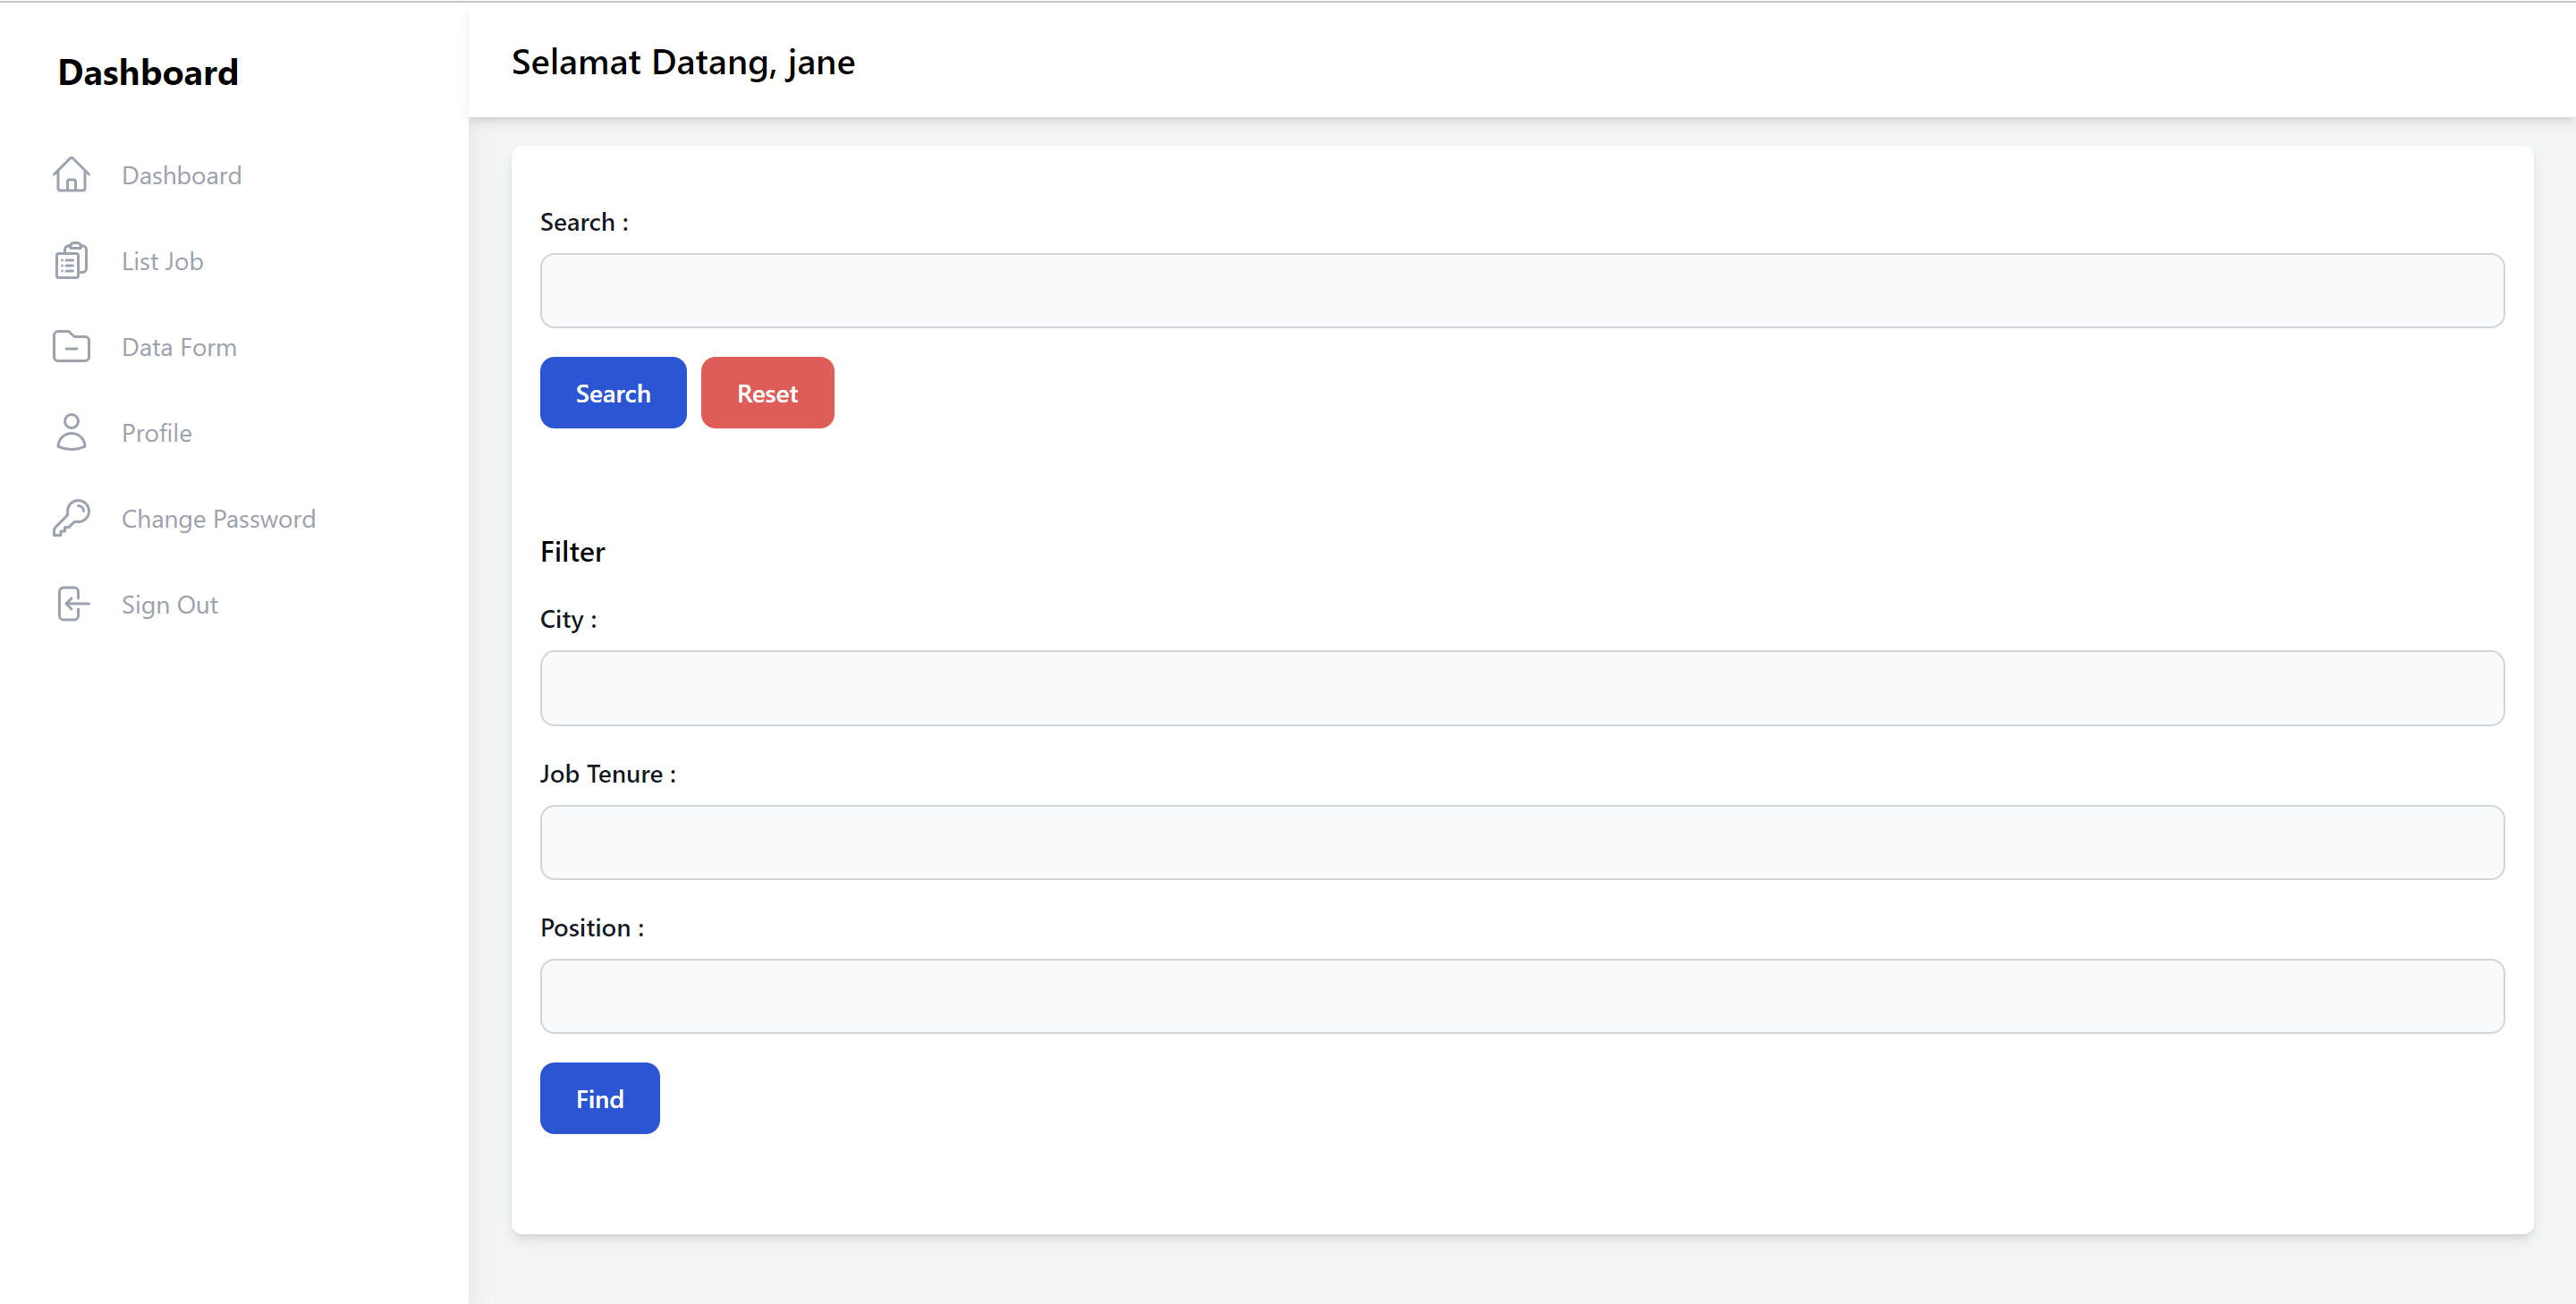 Dashboard
Dashboard
List Job
Data Form
Profile
Change Password
Sign Out
Selamat Datang, jane
Search :
Search
Reset
Filter
City :
Job Tenure :
Position :
Find